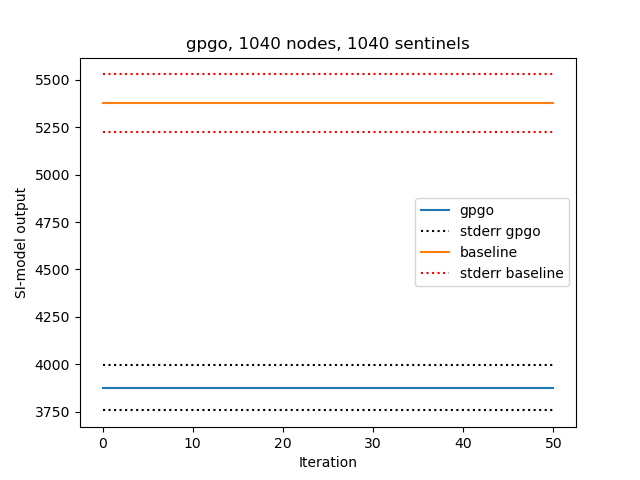 gpgo, 1040 nodes, 1040 sentinels
5500
5250
5000
4750
4500
4250
4000
3750
SI-model output
gpgo
stderr gpgo
baseline
stderr baseline
0 10 20 30 40 50
Iteration